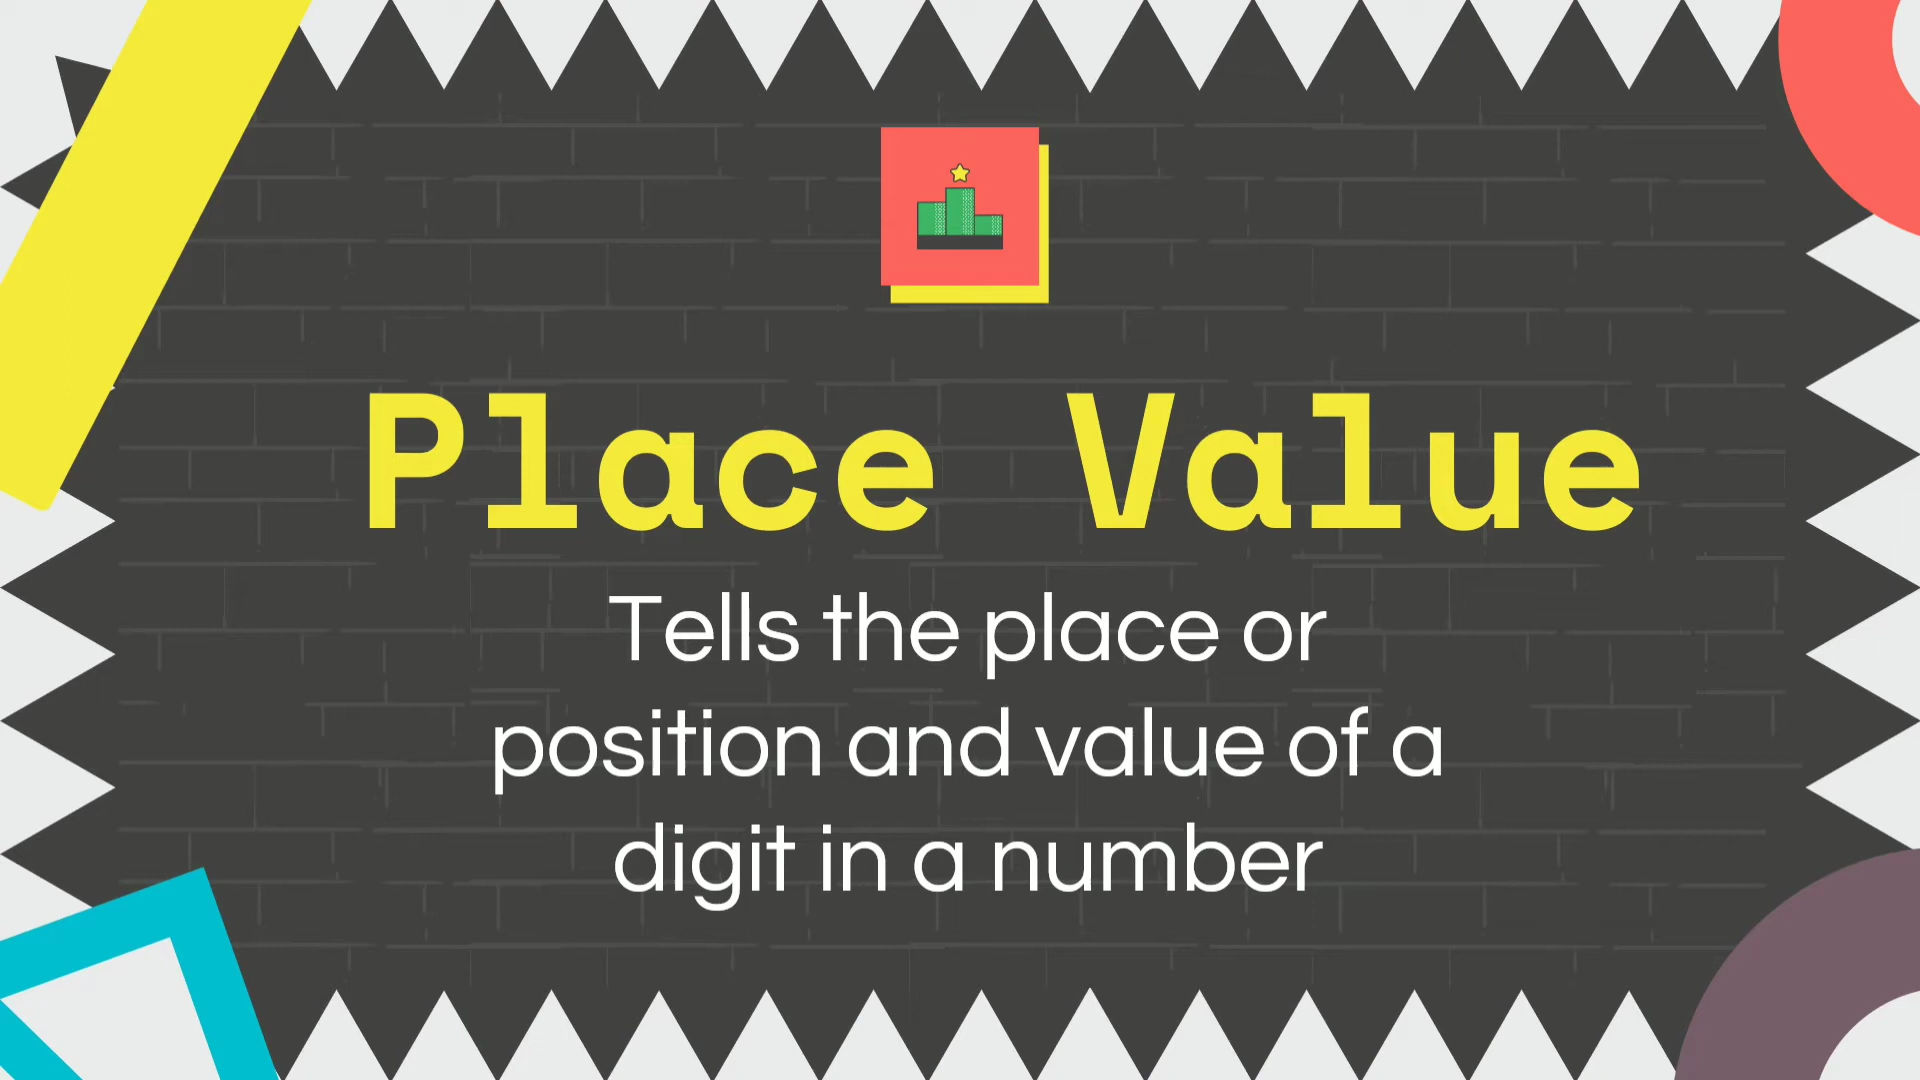 Place Value
Tells the place or
position and value of a
digit in a number